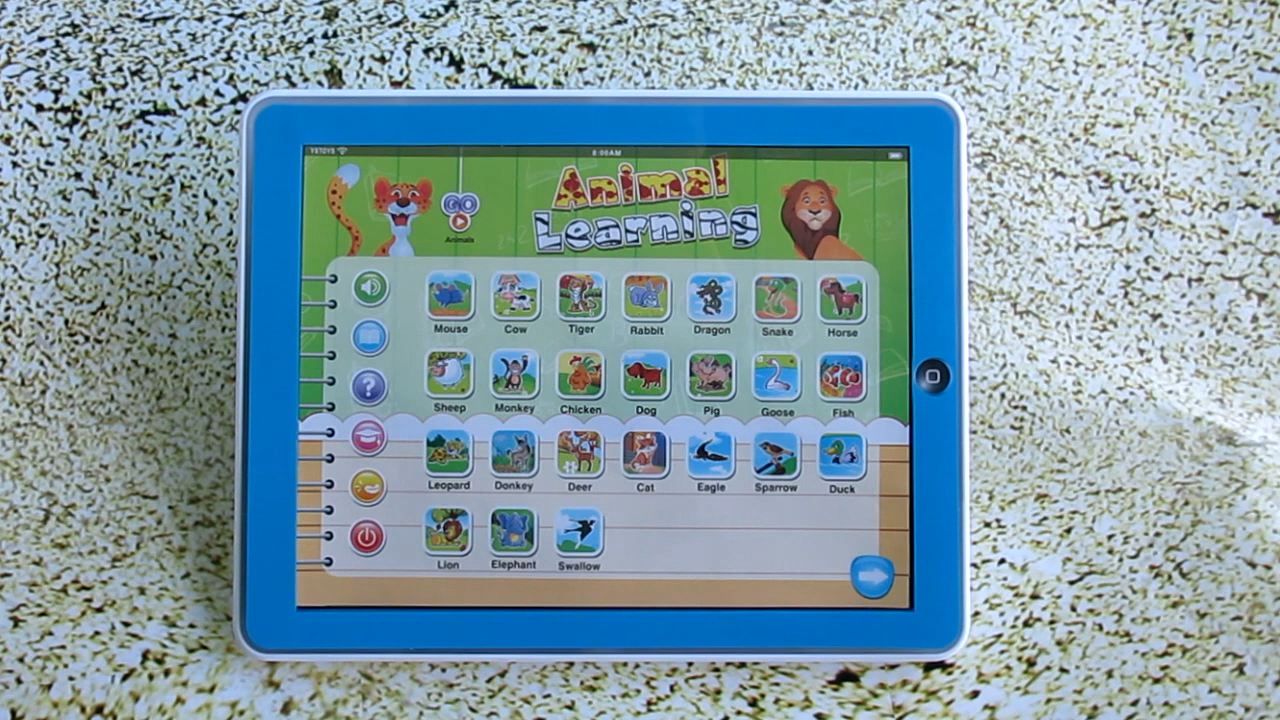 YSTOYS 8:00AM
GO
Animals
Animal
Learning
Mouse Cow Tiger Rabbit Dragon Snake Horse
Sheep Monkey Chicken Dog Pig Goose Fish
?
Leopard Donkey Deer Cat Eagle Sparrow Duck
Lion Elephant Swallow